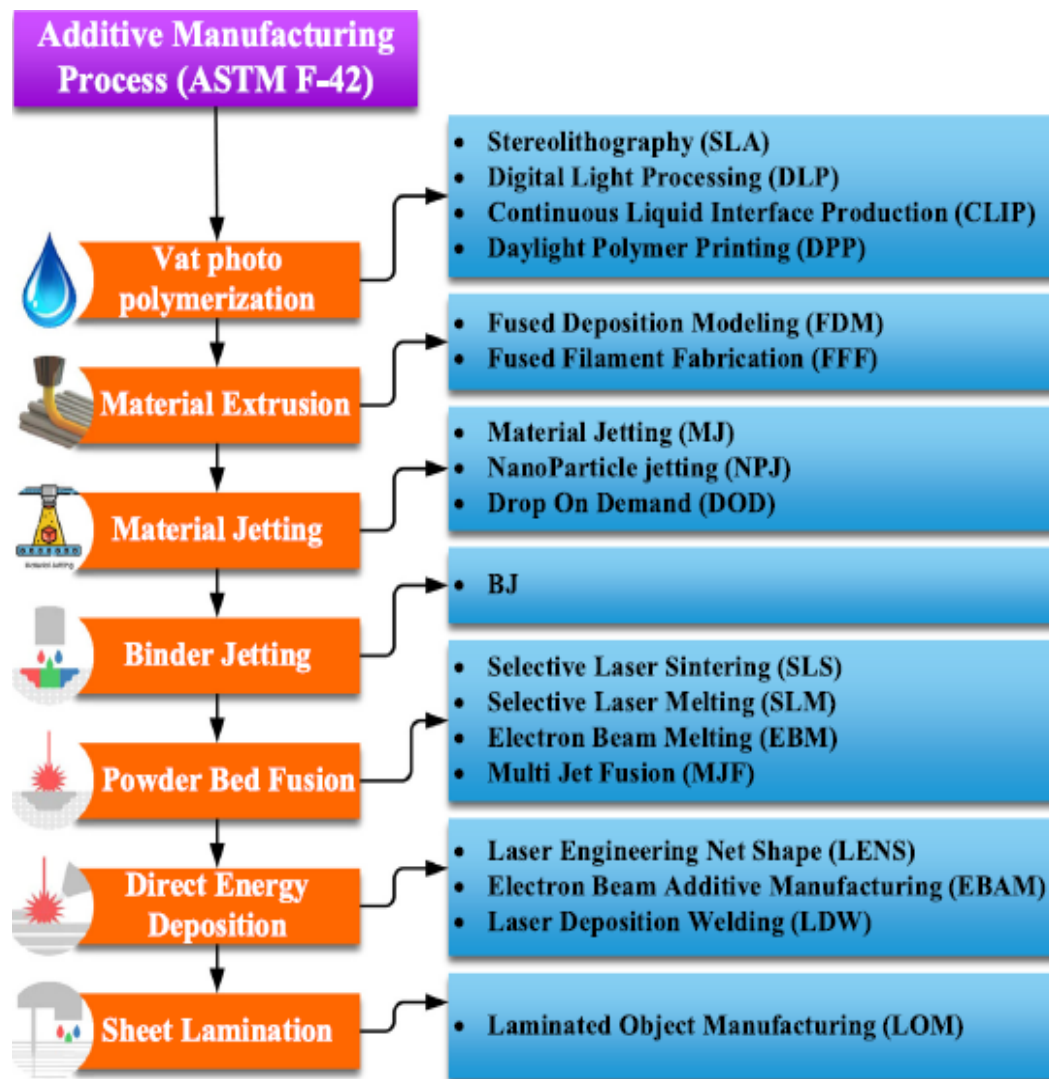 Additive Manufacturing
Process (ASTM F-42)
• Stereolithography (SLA)
• Digital Light Processing (DLP)
• Continuous Liquid Interface Production (CLIP)
• Daylight Polymer Printing (DPP)
Vat photo
polymerization
• Fused Deposition Modeling (FDM)
• Fused Filament Fabrication (FFF)
Material Extrusion
• Material Jetting (MJ)
• NanoParticle jetting (NPJ)
• Drop On Demand (DOD)
Material Jetting
• BJ
Binder Jetting
• Selective Laser Sintering (SLS)
• Selective Laser Melting (SLM)
• Electron Beam Melting (EBM)
• Multi Jet Fusion (MJF)
Powder Bed Fusion
• Laser Engineering Net Shape (LENS)
• Electron Beam Additive Manufacturing (EBAM)
• Laser Deposition Welding (LDW)
Direct Energy
Deposition
• Laminated Object Manufacturing (LOM)
Sheet Lamination